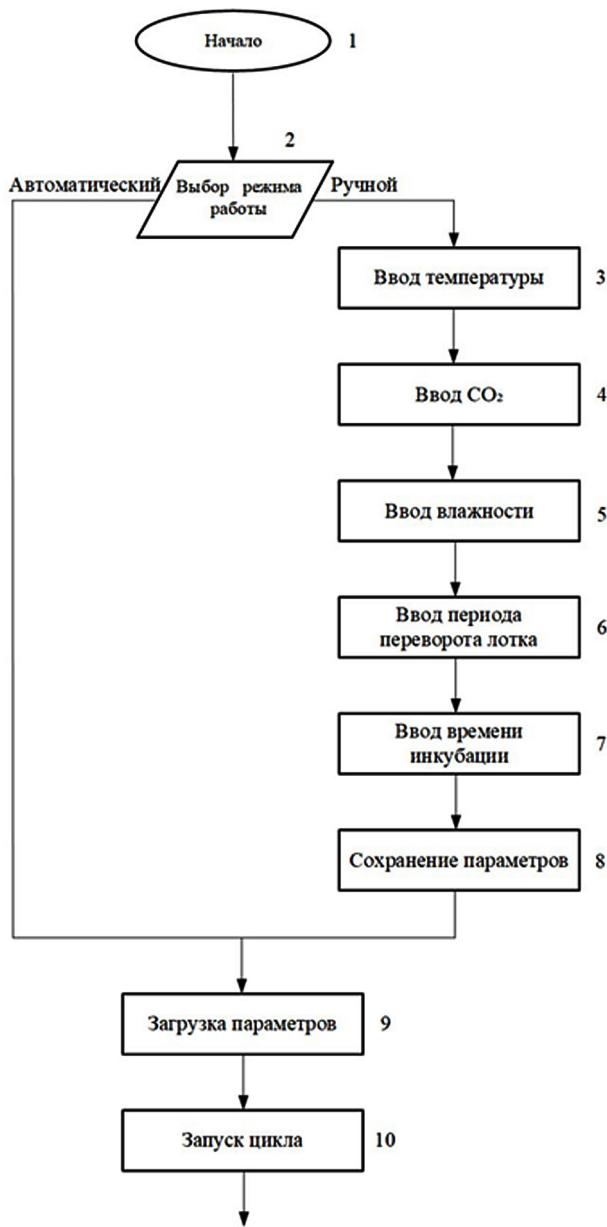 Начало
1
2
Автоматический
Выбор режима
работы
Ручной
Ввод температуры
3
Ввод CO₂
4
Ввод влажности
5
Ввод периода
переворота лотка
6
Ввод времени
инкубации
7
Сохранение параметров
8
Загрузка параметров
9
Запуск цикла
10